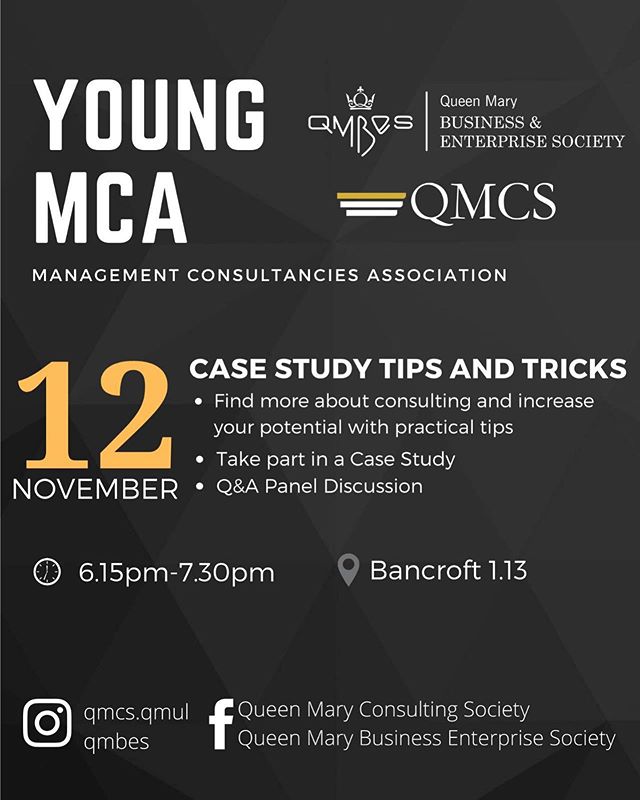 YOUNG
MCA
QMBES
Queen Mary
BUSINESS &
ENTERPRISE SOCIETY
QMCS
MANAGEMENT CONSULTANCIES ASSOCIATION
12
NOVEMBER
CASE STUDY TIPS AND TRICKS
• Find more about consulting and increase
your potential with practical tips
• Take part in a Case Study
• Q&A Panel Discussion
6.15pm-7.30pm
Bancroft 1.13
qmcs.qmul
qmbes
f Queen Mary Consulting Society
Queen Mary Business Enterprise Society